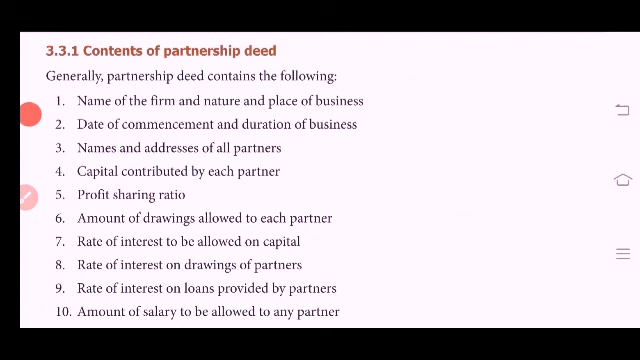 3.3.1 Contents of partnership deed
Generally, partnership deed contains the following:
1. Name of the firm and nature and place of business
2. Date of commencement and duration of business
3. Names and addresses of all partners
4. Capital contributed by each partner
5. Profit sharing ratio
6. Amount of drawings allowed to each partner
7. Rate of interest to be allowed on capital
8. Rate of interest on drawings of partners
9. Rate of interest on loans provided by partners
10. Amount of salary to be allowed to any partner